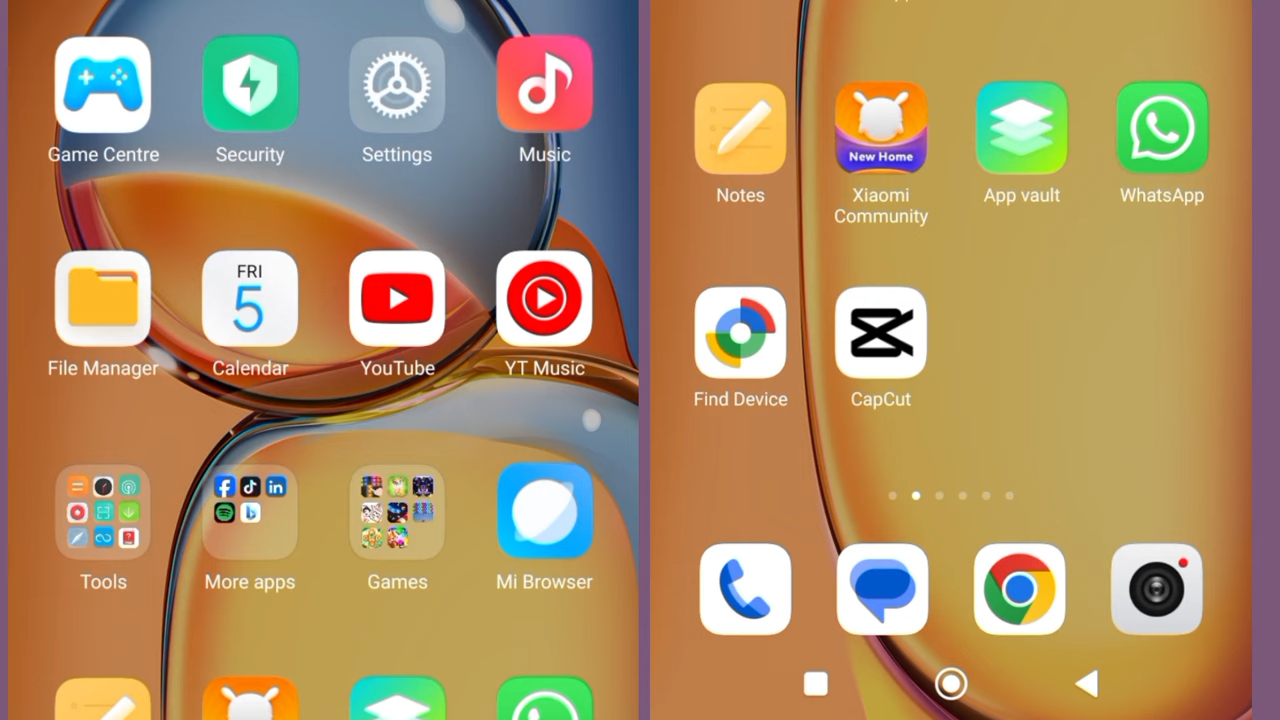 Game Centre
Security
Settings
Music
FRI
5
File Manager
Calendar
YouTube
YT Music
Tools
More apps
Games
Mi Browser
New Home
Notes
Xiaomi
Community
App vault
WhatsApp
Find Device
CapCut